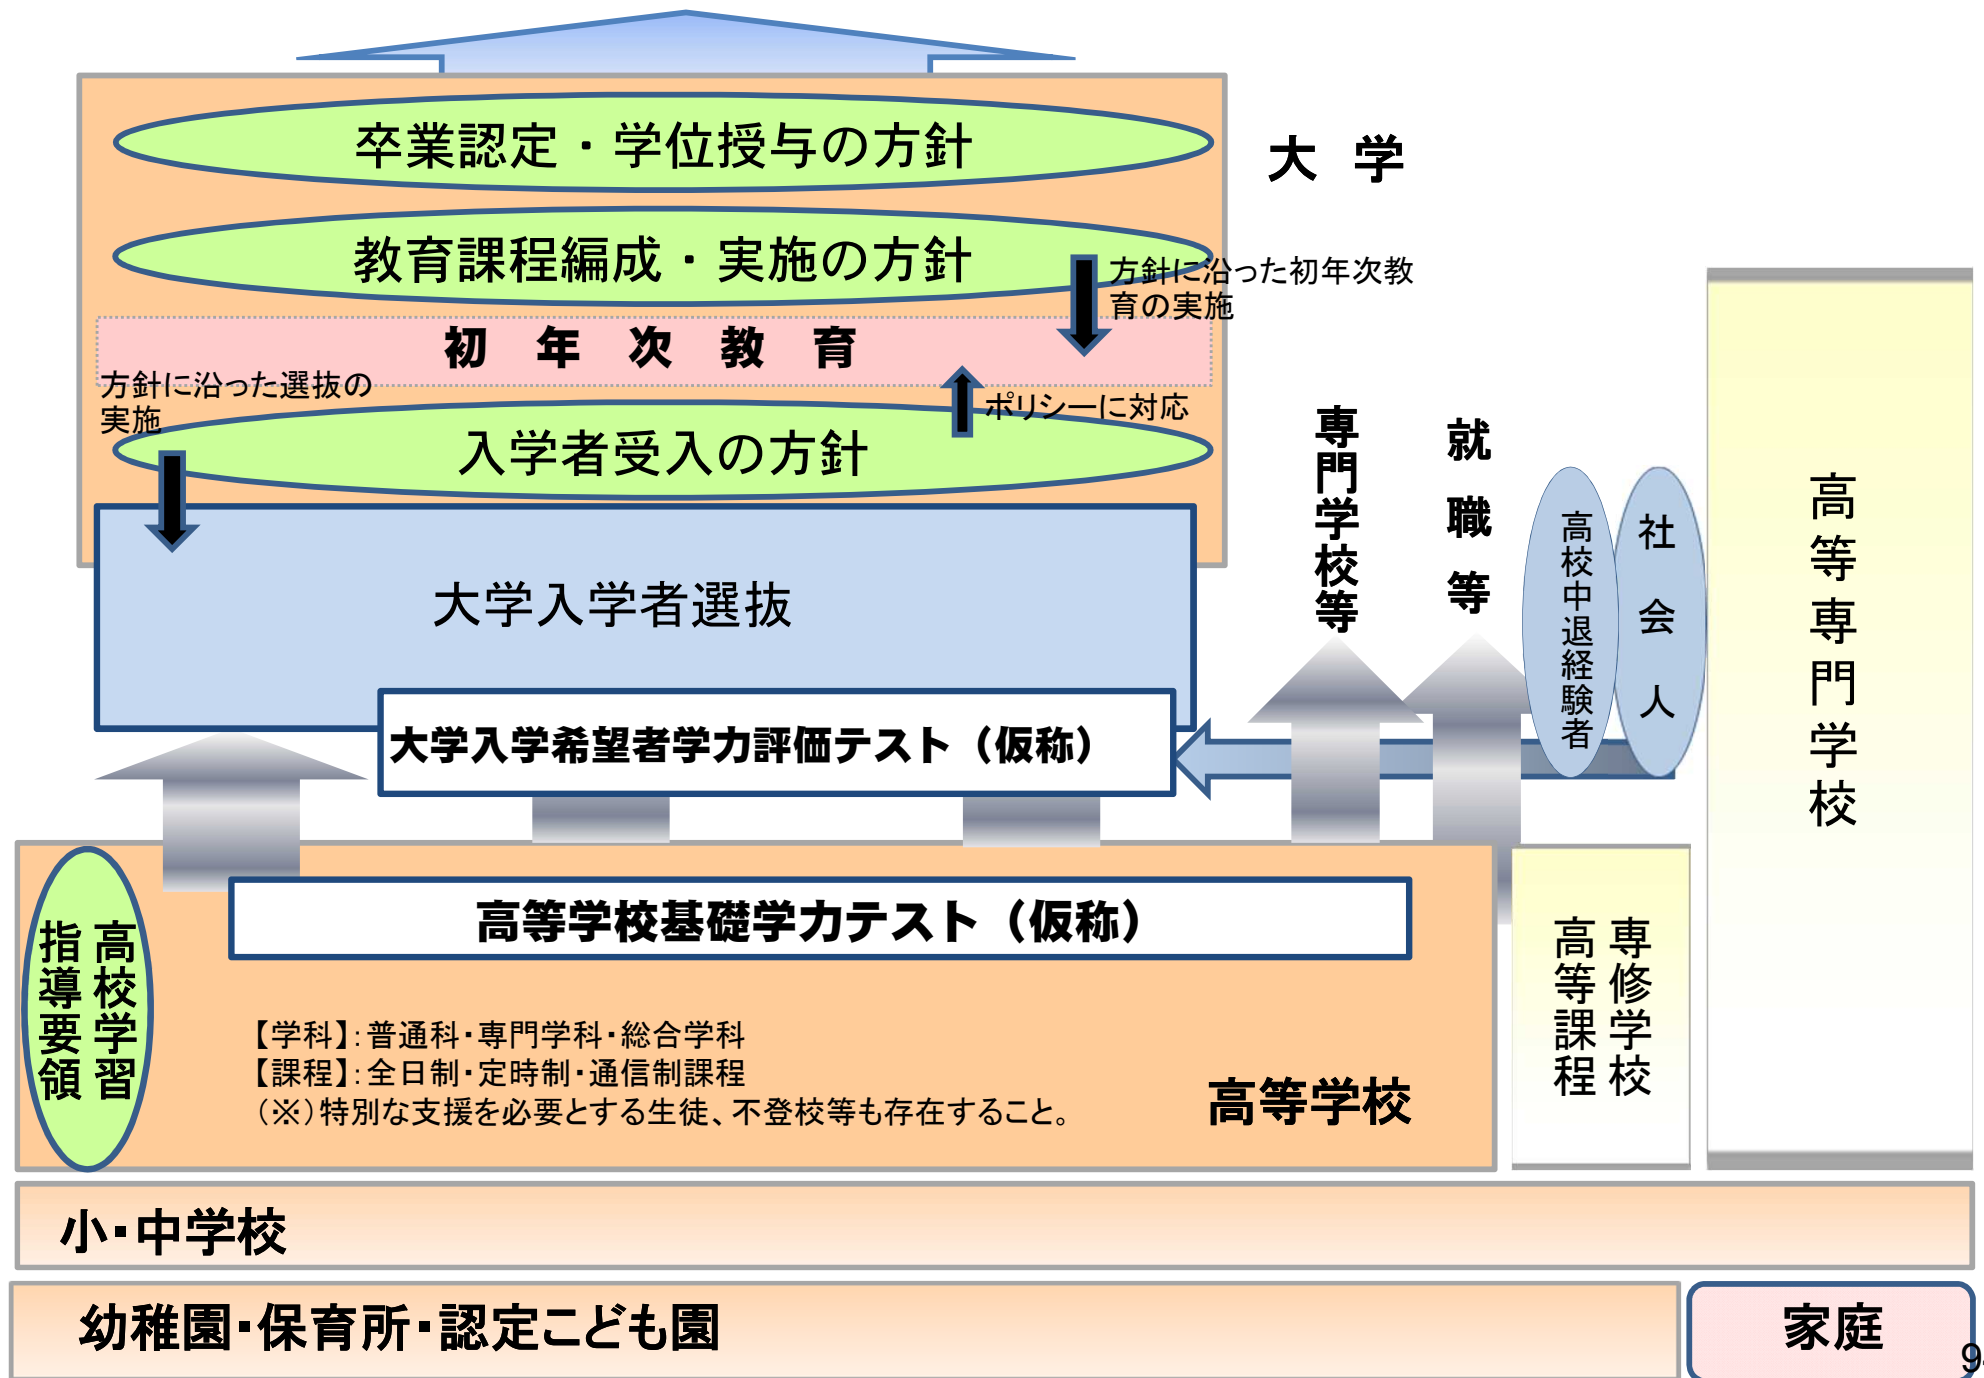 卒業認定・学位授与の方針
大 学
教育課程編成・実施の方針
方針に沿った初年次教
育の実施
初 年 次 教 育
方針に沿った選抜の
実施
ポリシーに対応
入学者受入の方針
大学入学者選抜
大学入学希望者学力評価テスト（仮称）
専門学校等
就職等
高校中退経験者
社会人
高等専門学校
高校学習
指導要領
高等学校基礎学力テスト（仮称）
【学科】：普通科・専門学科・総合学科
【課程】：全日制・定時制・通信制課程
（※）特別な支援を必要とする生徒、不登校等も存在すること。
高等学校
専修学校
高等課程
小・中学校
幼稚園・保育所・認定こども園
家庭